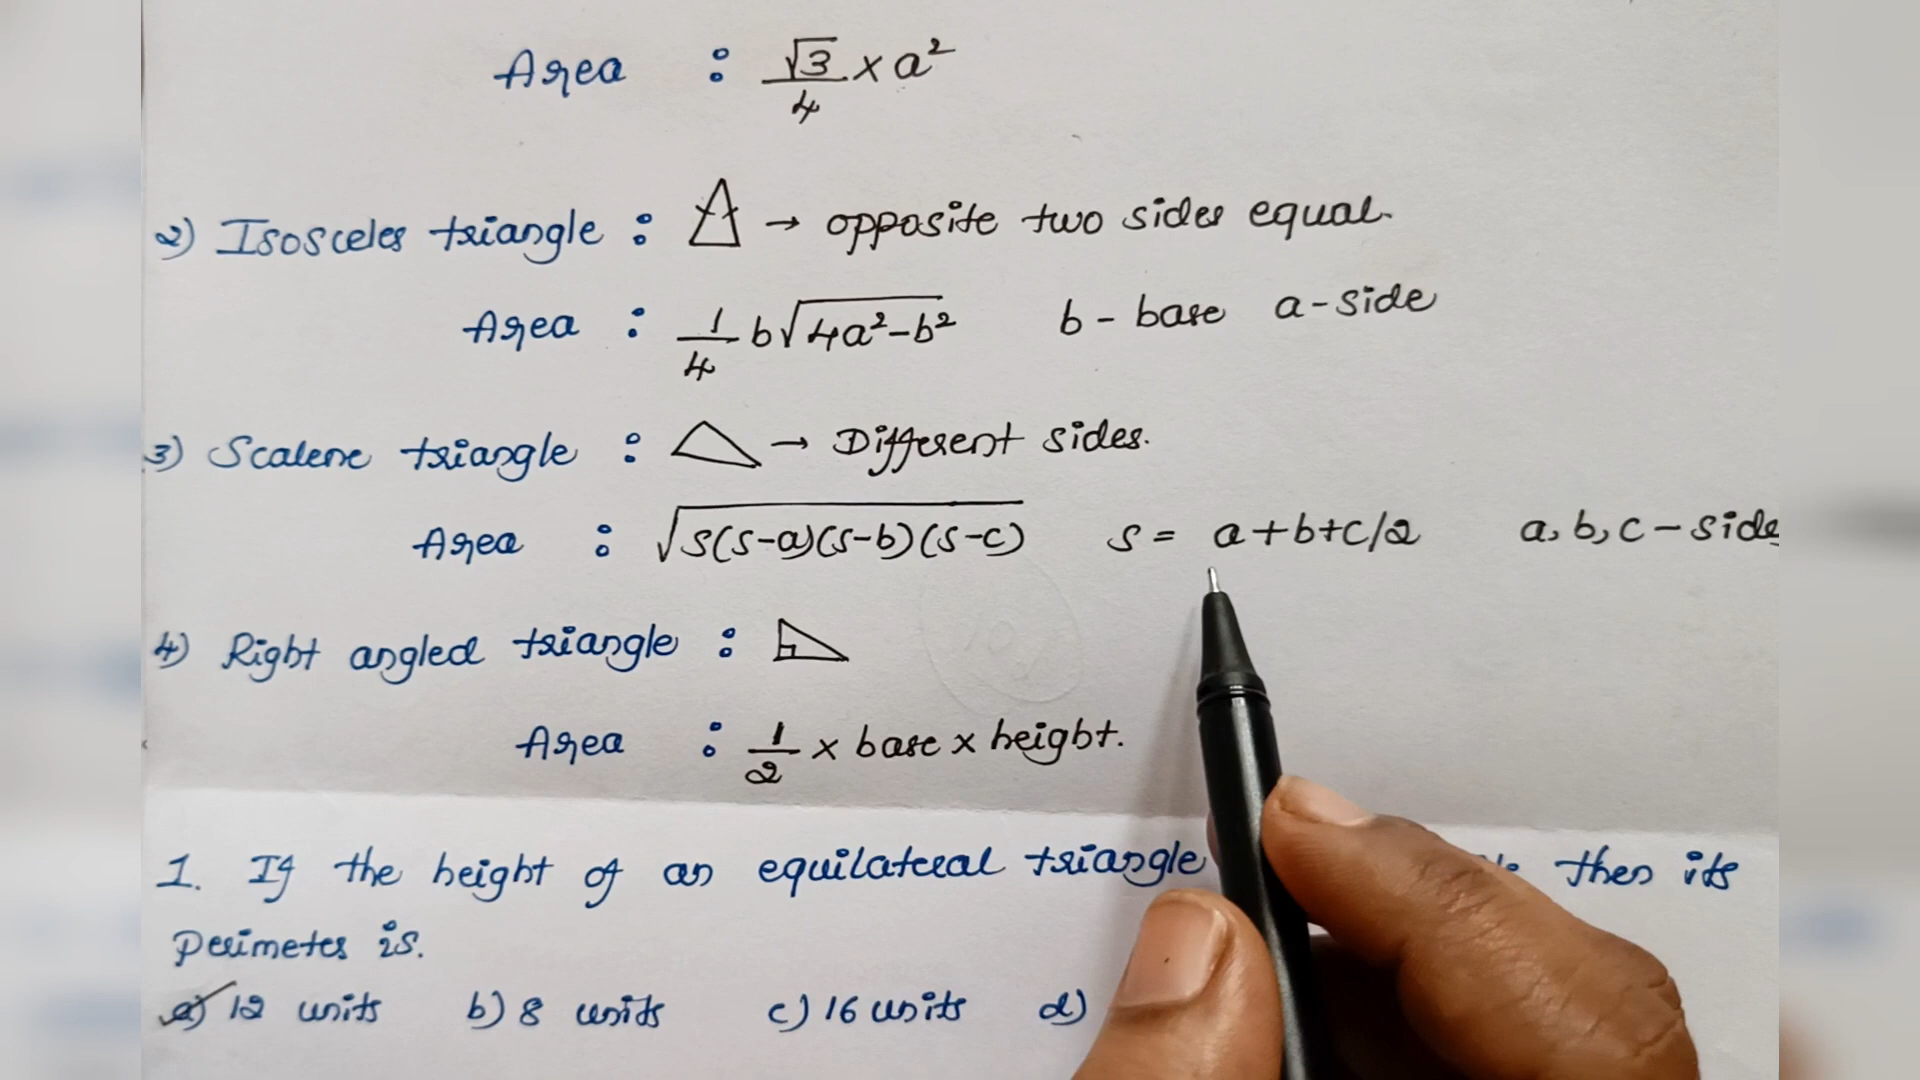 Area : √3/4 × a²
2) Isosceles triangle : → opposite two sides equal.
Area : 1/4 b√(4a²-b²) b - base a - side
3) Scalene triangle : → Different sides.
Area : √(s(s-a)(s-b)(s-c)) s = a+b+c/2 a, b, c - side
4) Right angled triangle :
Area : 1/2 × base × height.
1. If the height of an equilateral triangle then its
perimeter is.
a) 12 units b) 8 units c) 16 units d)